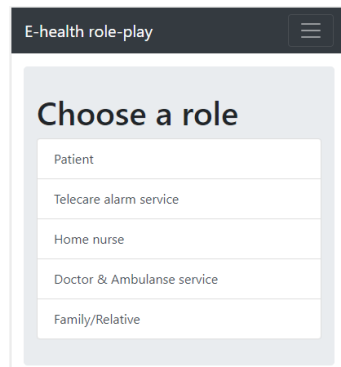 E-health role-play
Choose a role
Patient
Telecare alarm service
Home nurse
Doctor & Ambulanse service
Family/Relative